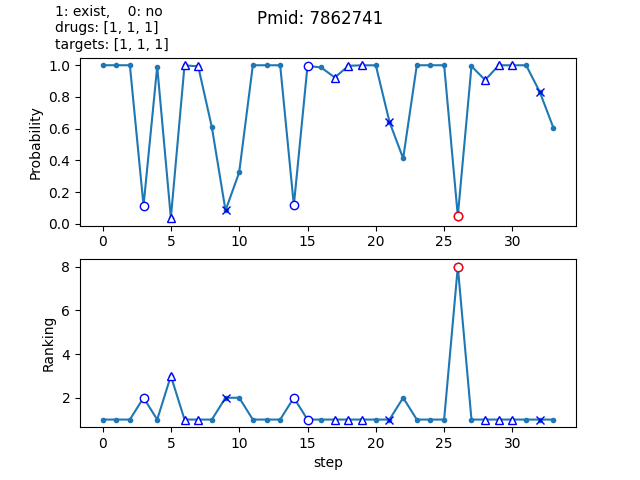 1: exist,    0: no
drugs: [1, 1, 1]
targets: [1, 1, 1]
Pmid: 7862741
Probability
1.0
0.8
0.6
0.4
0.2
0.0
0 5 10 15 20 25 30
Ranking
8
6
4
2
0 5 10 15 20 25 30
step